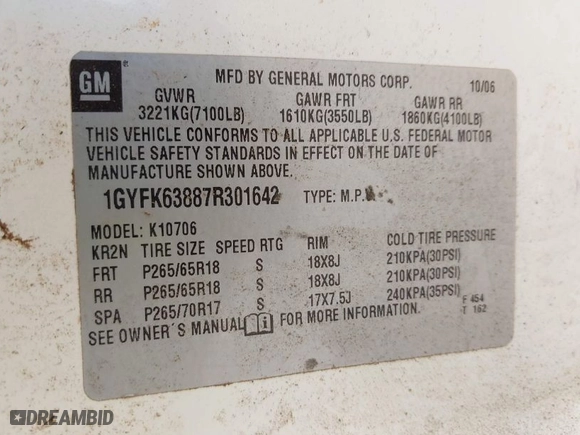 GM® MFD BY GENERAL MOTORS CORP. 10/06
GVWR GAWR FRT GAWR RR
3221KG(7100LB) 1610KG(3550LB) 1860KG(4100LB)
THIS VEHICLE CONFORMS TO ALL APPLICABLE U.S. FEDERAL MOTOR
VEHICLE SAFETY STANDARDS IN EFFECT ON THE DATE OF
MANUFACTURE SHOWN ABOVE.
1GYFK63887R301642 TYPE: M.P.V.
MODEL: K10706
KR2N TIRE SIZE SPEED RTG RIM COLD TIRE PRESSURE
FRT P265/65R18 S 18X8J 210KPA(30PSI)
RR P265/65R18 S 18X8J 210KPA(30PSI)
SPA P265/70R17 S 17X7.5J 240KPA(35PSI)
SEE OWNER'S MANUAL FOR MORE INFORMATION.
F 454
T 162
DREAMBID